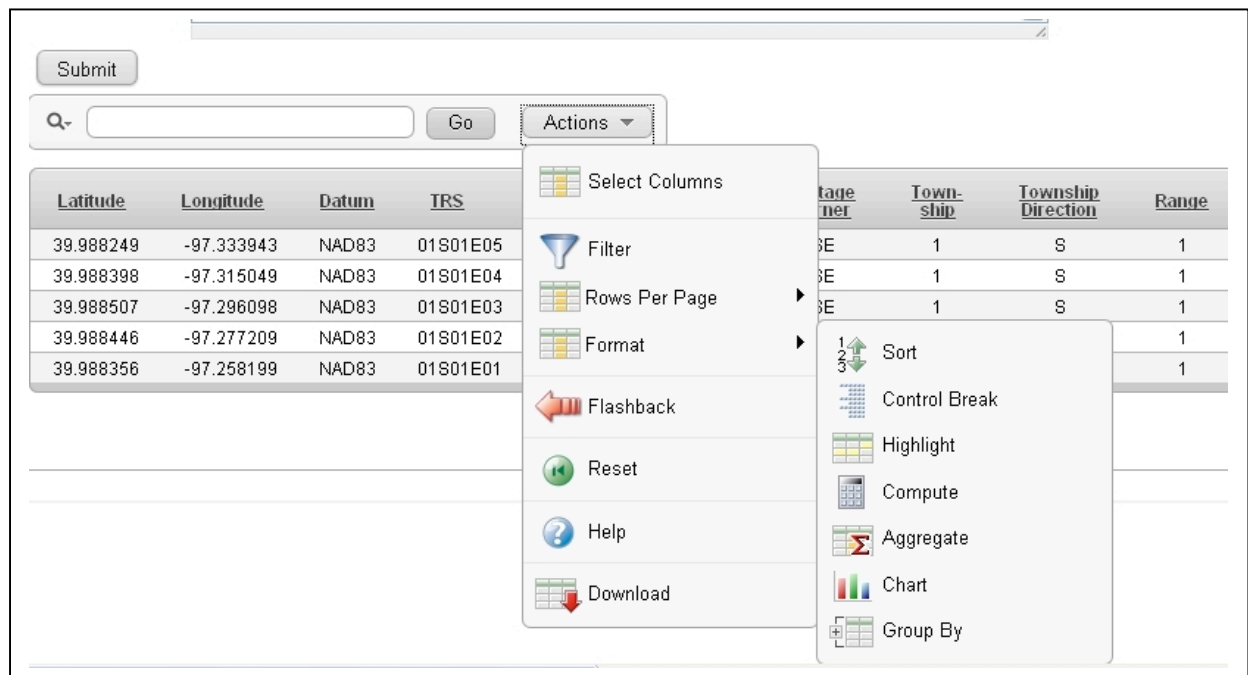 Submit
Go Actions
Latitude Longitude Datum TRS Town-ship Township Direction Range
39.988249 -97.333943 NAD83 01S01E05 SE 1 S 1
39.988398 -97.315049 NAD83 01S01E04 SE 1 S 1
39.988507 -97.296098 NAD83 01S01E03 SE 1 S 1
39.988446 -97.277209 NAD83 01S01E02 1
39.988356 -97.258199 NAD83 01S01E01 1
Select Columns
Filter
Rows Per Page
Format
Flashback
Reset
Help
Download
Sort
Control Break
Highlight
Compute
Aggregate
Chart
Group By